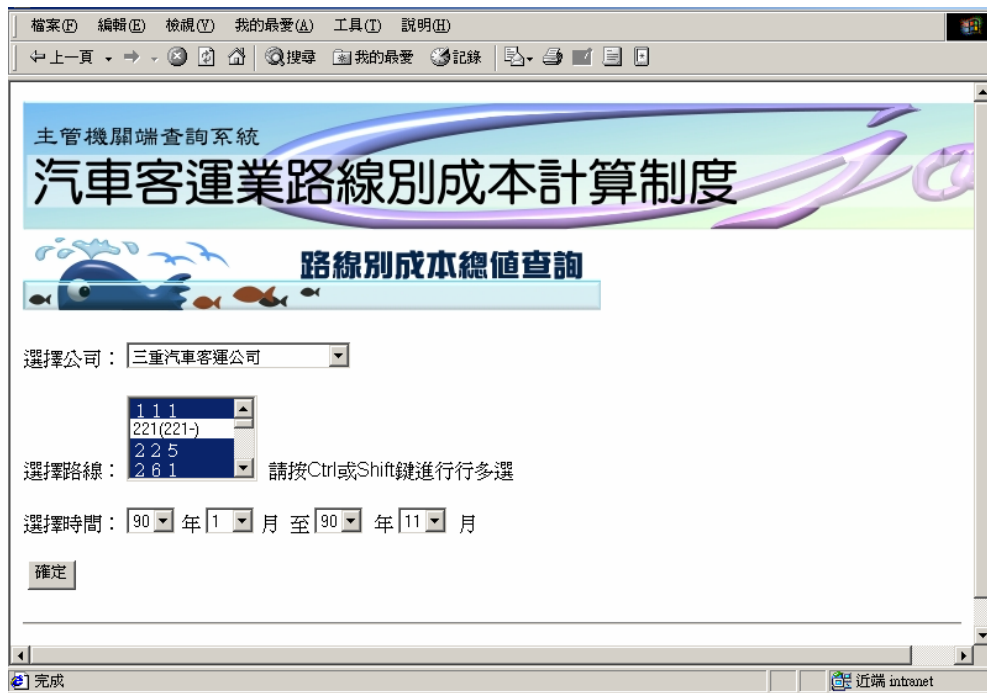 檔案(F) 編輯(E) 檢視(V) 我的最愛(A) 工具(T) 說明(H)
上一頁 搜尋 我的最愛 記錄
主管機關端查詢系統
汽車客運業路線別成本計算制度
路線別成本總值查詢
選擇公司： 三重汽車客運公司
１１１
221(221-)
２２５
選擇路線： ２６１ 請按Ctrl或Shift鍵進行行多選
選擇時間： 90 年 1 月 至 90 年 11 月
確定
完成 近端 intranet